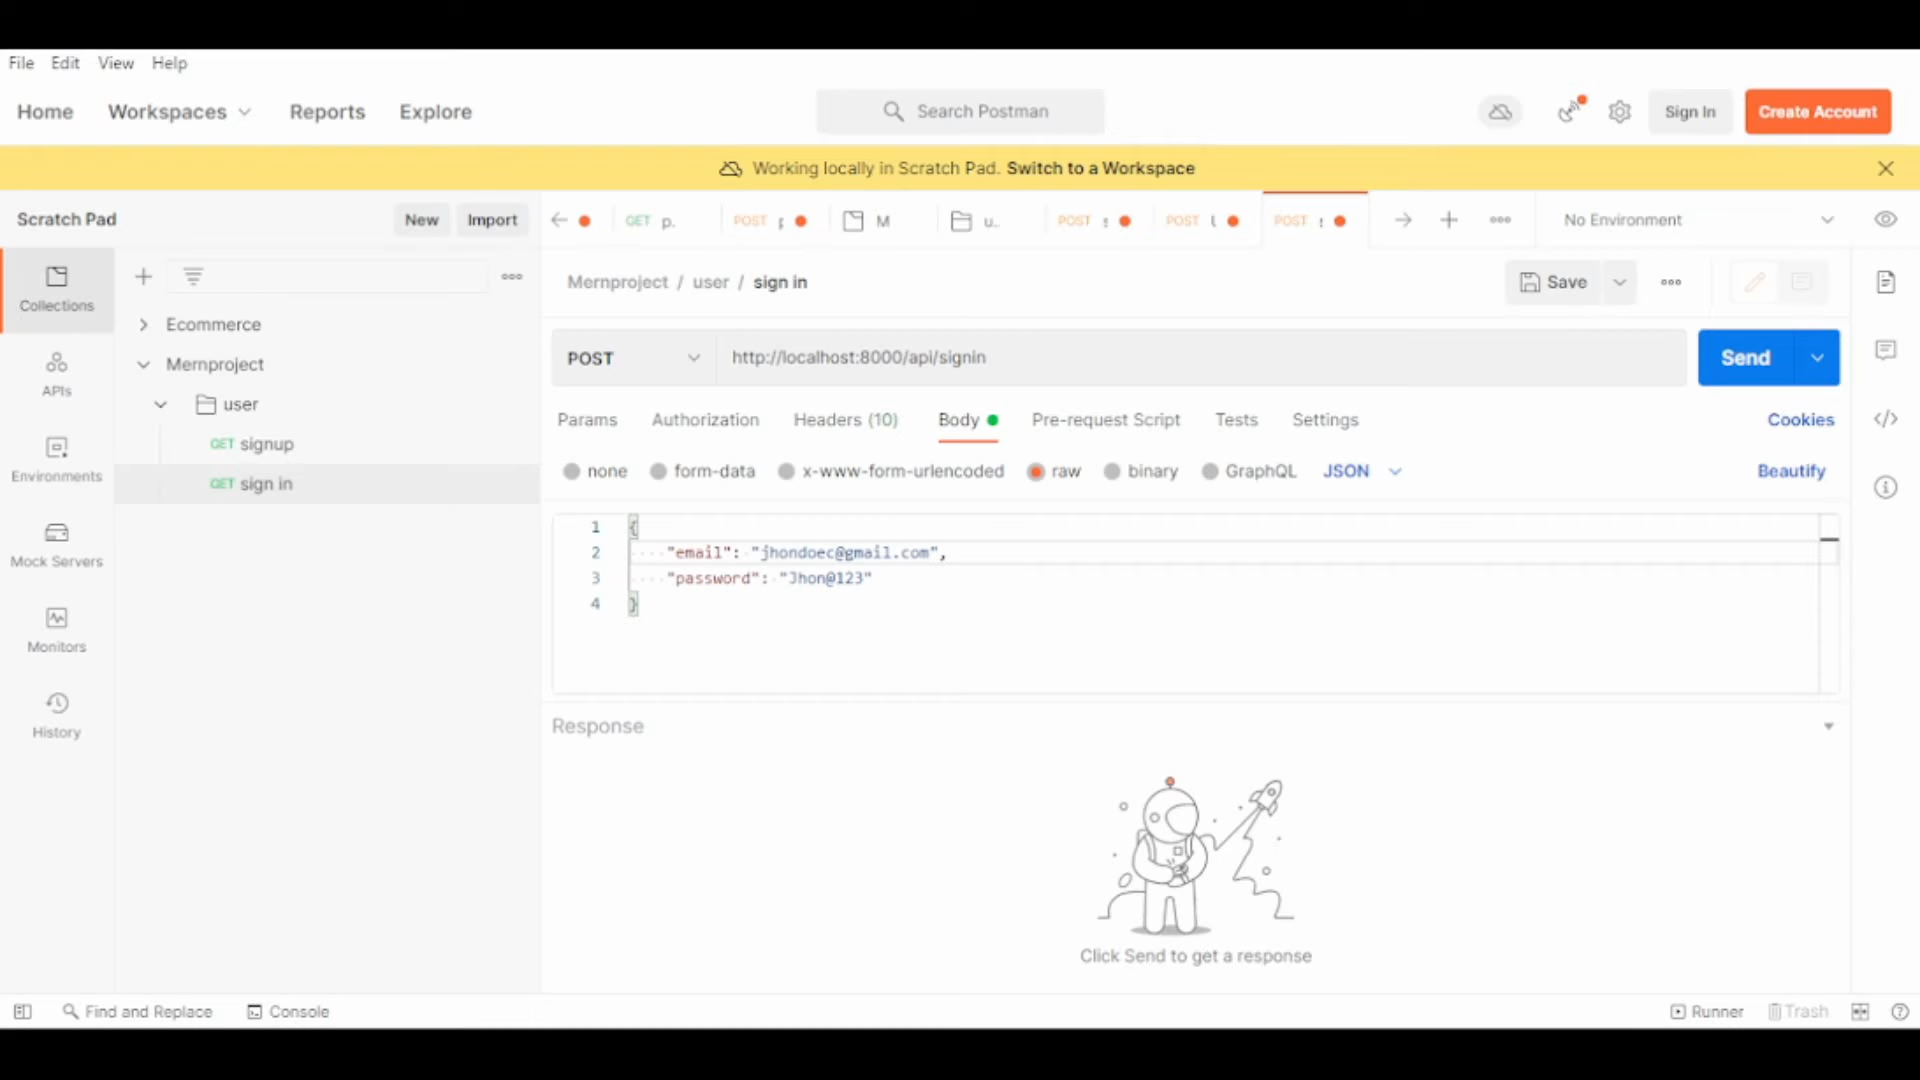 File Edit View Help
Home Workspaces Reports Explore
Search Postman
Sign In
Create Account
Working locally in Scratch Pad. Switch to a Workspace
Scratch Pad
New
Import
GET p.
POST
M
u..
POST
POST
POST
No Environment
Collections
APIs
Environments
Mock Servers
Monitors
History
Ecommerce
Mernproject
user
GET signup
GET sign in
Mernproject / user / sign in
Save
POST
http://localhost:8000/api/signin
Send
Params Authorization Headers (10) Body Pre-request Script Tests Settings
Cookies
none form-data x-www-form-urlencoded raw binary GraphQL JSON
Beautify
1 {
2 "email": "jhondoec@gmail.com",
3 "password": "Jhon@123"
4 }
Response
Click Send to get a response
Find and Replace
Console
Runner
Trash